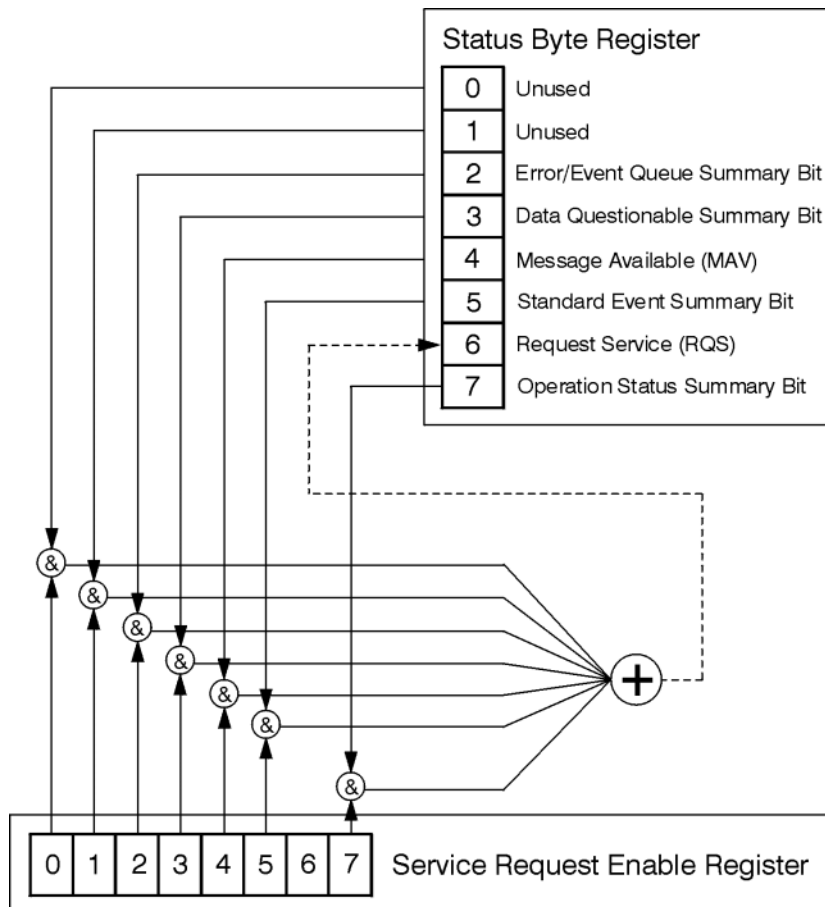 Status Byte Register
0 Unused
1 Unused
2 Error/Event Queue Summary Bit
3 Data Questionable Summary Bit
4 Message Available (MAV)
5 Standard Event Summary Bit
6 Request Service (RQS)
7 Operation Status Summary Bit
&
&
&
&
&
&
&
+
0 1 2 3 4 5 6 7 Service Request Enable Register